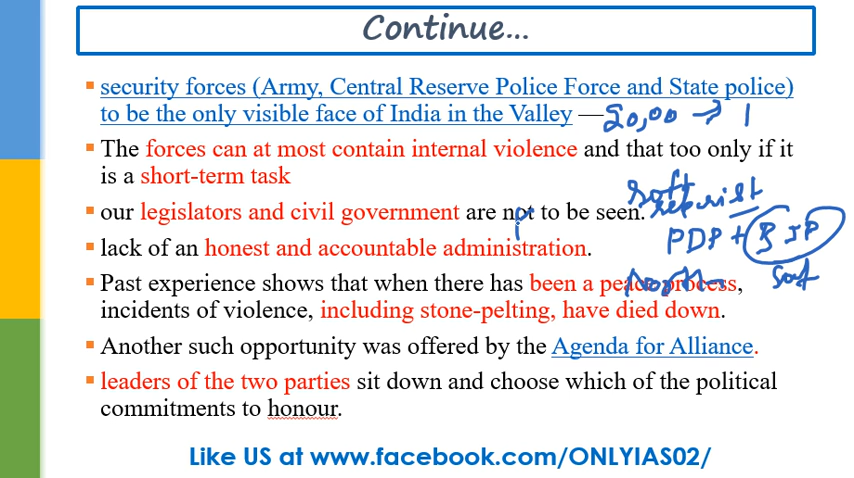 Continue...
▪ security forces (Army, Central Reserve Police Force and State police)
to be the only visible face of India in the Valley — 20,00 → 1
▪ The forces can at most contain internal violence and that too only if it
is a short-term task
soft
▪ our legislators and civil government are not to be seen.
PDP + BJP
▪ lack of an honest and accountable administration.
▪ Past experience shows that when there has been a peace process,
incidents of violence, including stone-pelting, have died down.
▪ Another such opportunity was offered by the Agenda for Alliance.
▪ leaders of the two parties sit down and choose which of the political
commitments to honour.
Like US at www.facebook.com/ONLYIAS02/